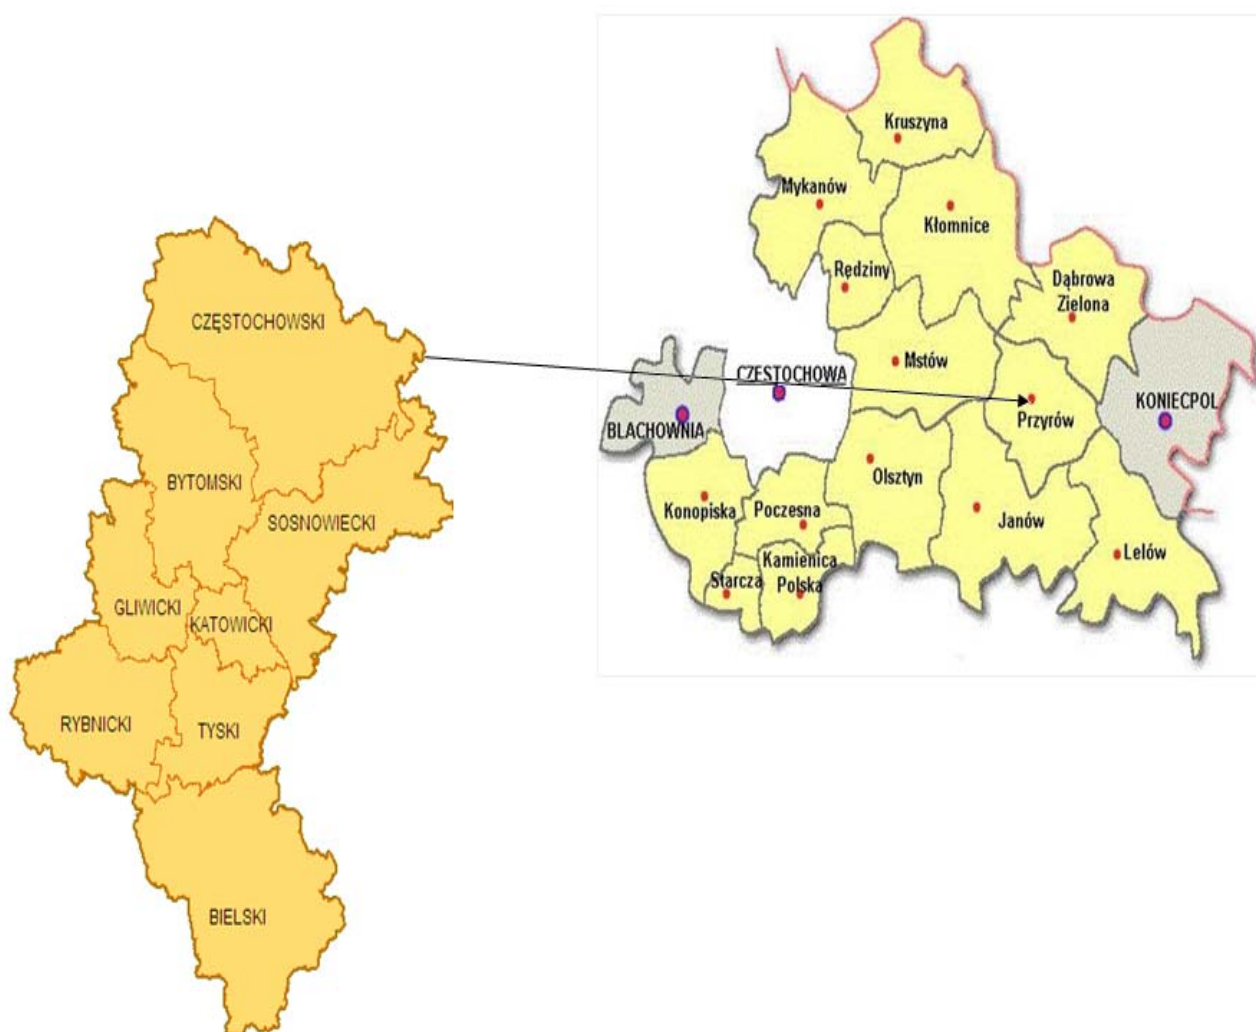 CZĘSTOCHOWSKI
BYTOMSKI
SOSNOWIECKI
GLIWICKI
KATOWICKI
RYBNICKI
TYSKI
BIELSKI
Kruszyna
Mykanów
Kłomnice
Rędziny
Dąbrowa
Zielona
Mstów
CZĘSTOCHOWA
BLACHOWNIA
Przyrów
KONIECPOL
Olsztyn
Konopiska
Poczesna
Janów
Lelów
Kamienica
Polska
Starcza